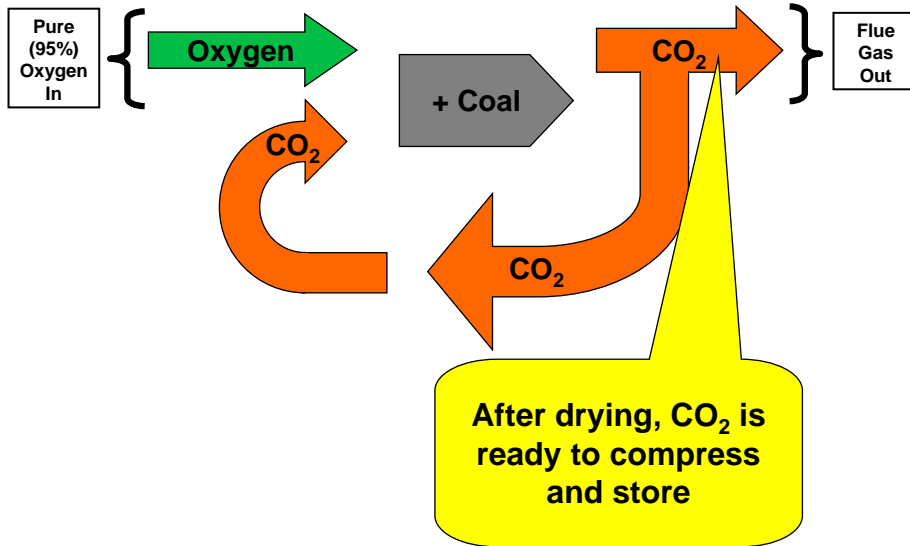 Pure
(95%)
Oxygen
In
Oxygen
+ Coal
CO₂
Flue
Gas
Out
CO₂
CO₂
After drying, CO₂ is
ready to compress
and store